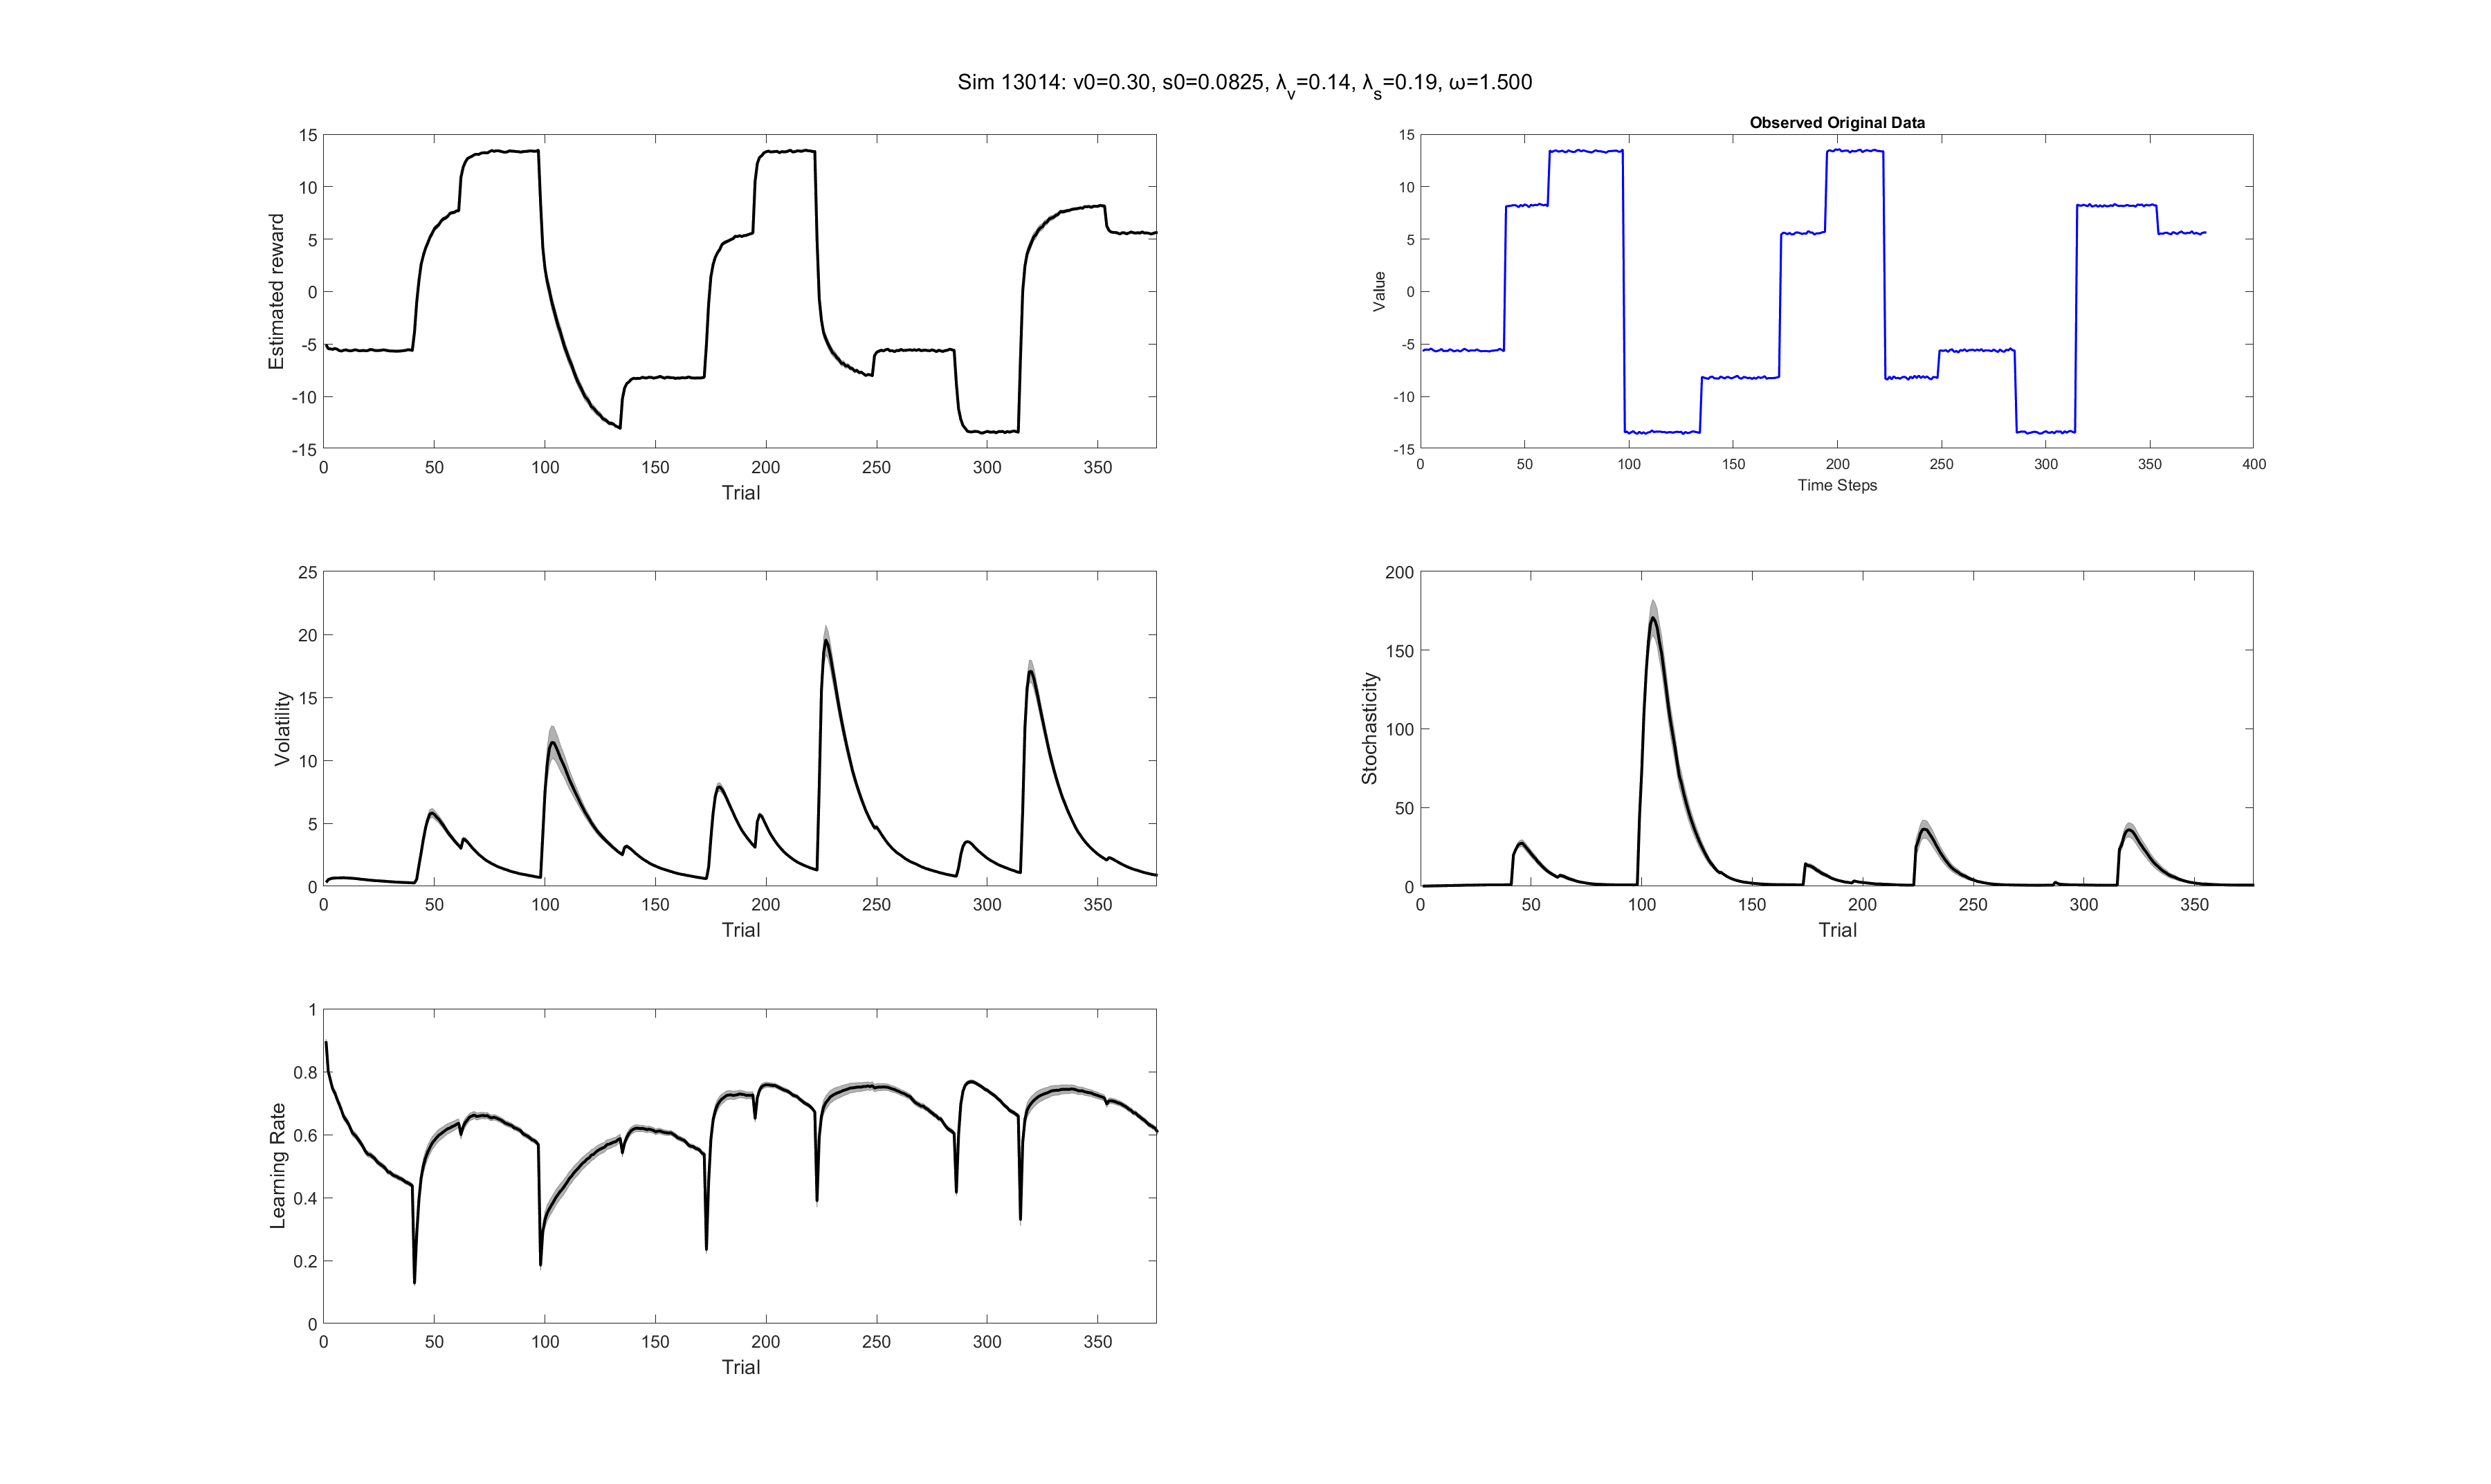 Sim 13014: v0=0.30, s0=0.0825, λv=0.14, λs=0.19, ω=1.500
Estimated reward
15
10
5
0
-5
-10
-15
0 50 100 150 200 250 300 350
Trial
Observed Original Data
Value
15
10
5
0
-5
-10
-15
0 50 100 150 200 250 300 350 400
Time Steps
Volatility
25
20
15
10
5
0
0 50 100 150 200 250 300 350
Trial
Stochasticity
200
150
100
50
0
0 50 100 150 200 250 300 350
Trial
Learning Rate
1
0.8
0.6
0.4
0.2
0
0 50 100 150 200 250 300 350
Trial